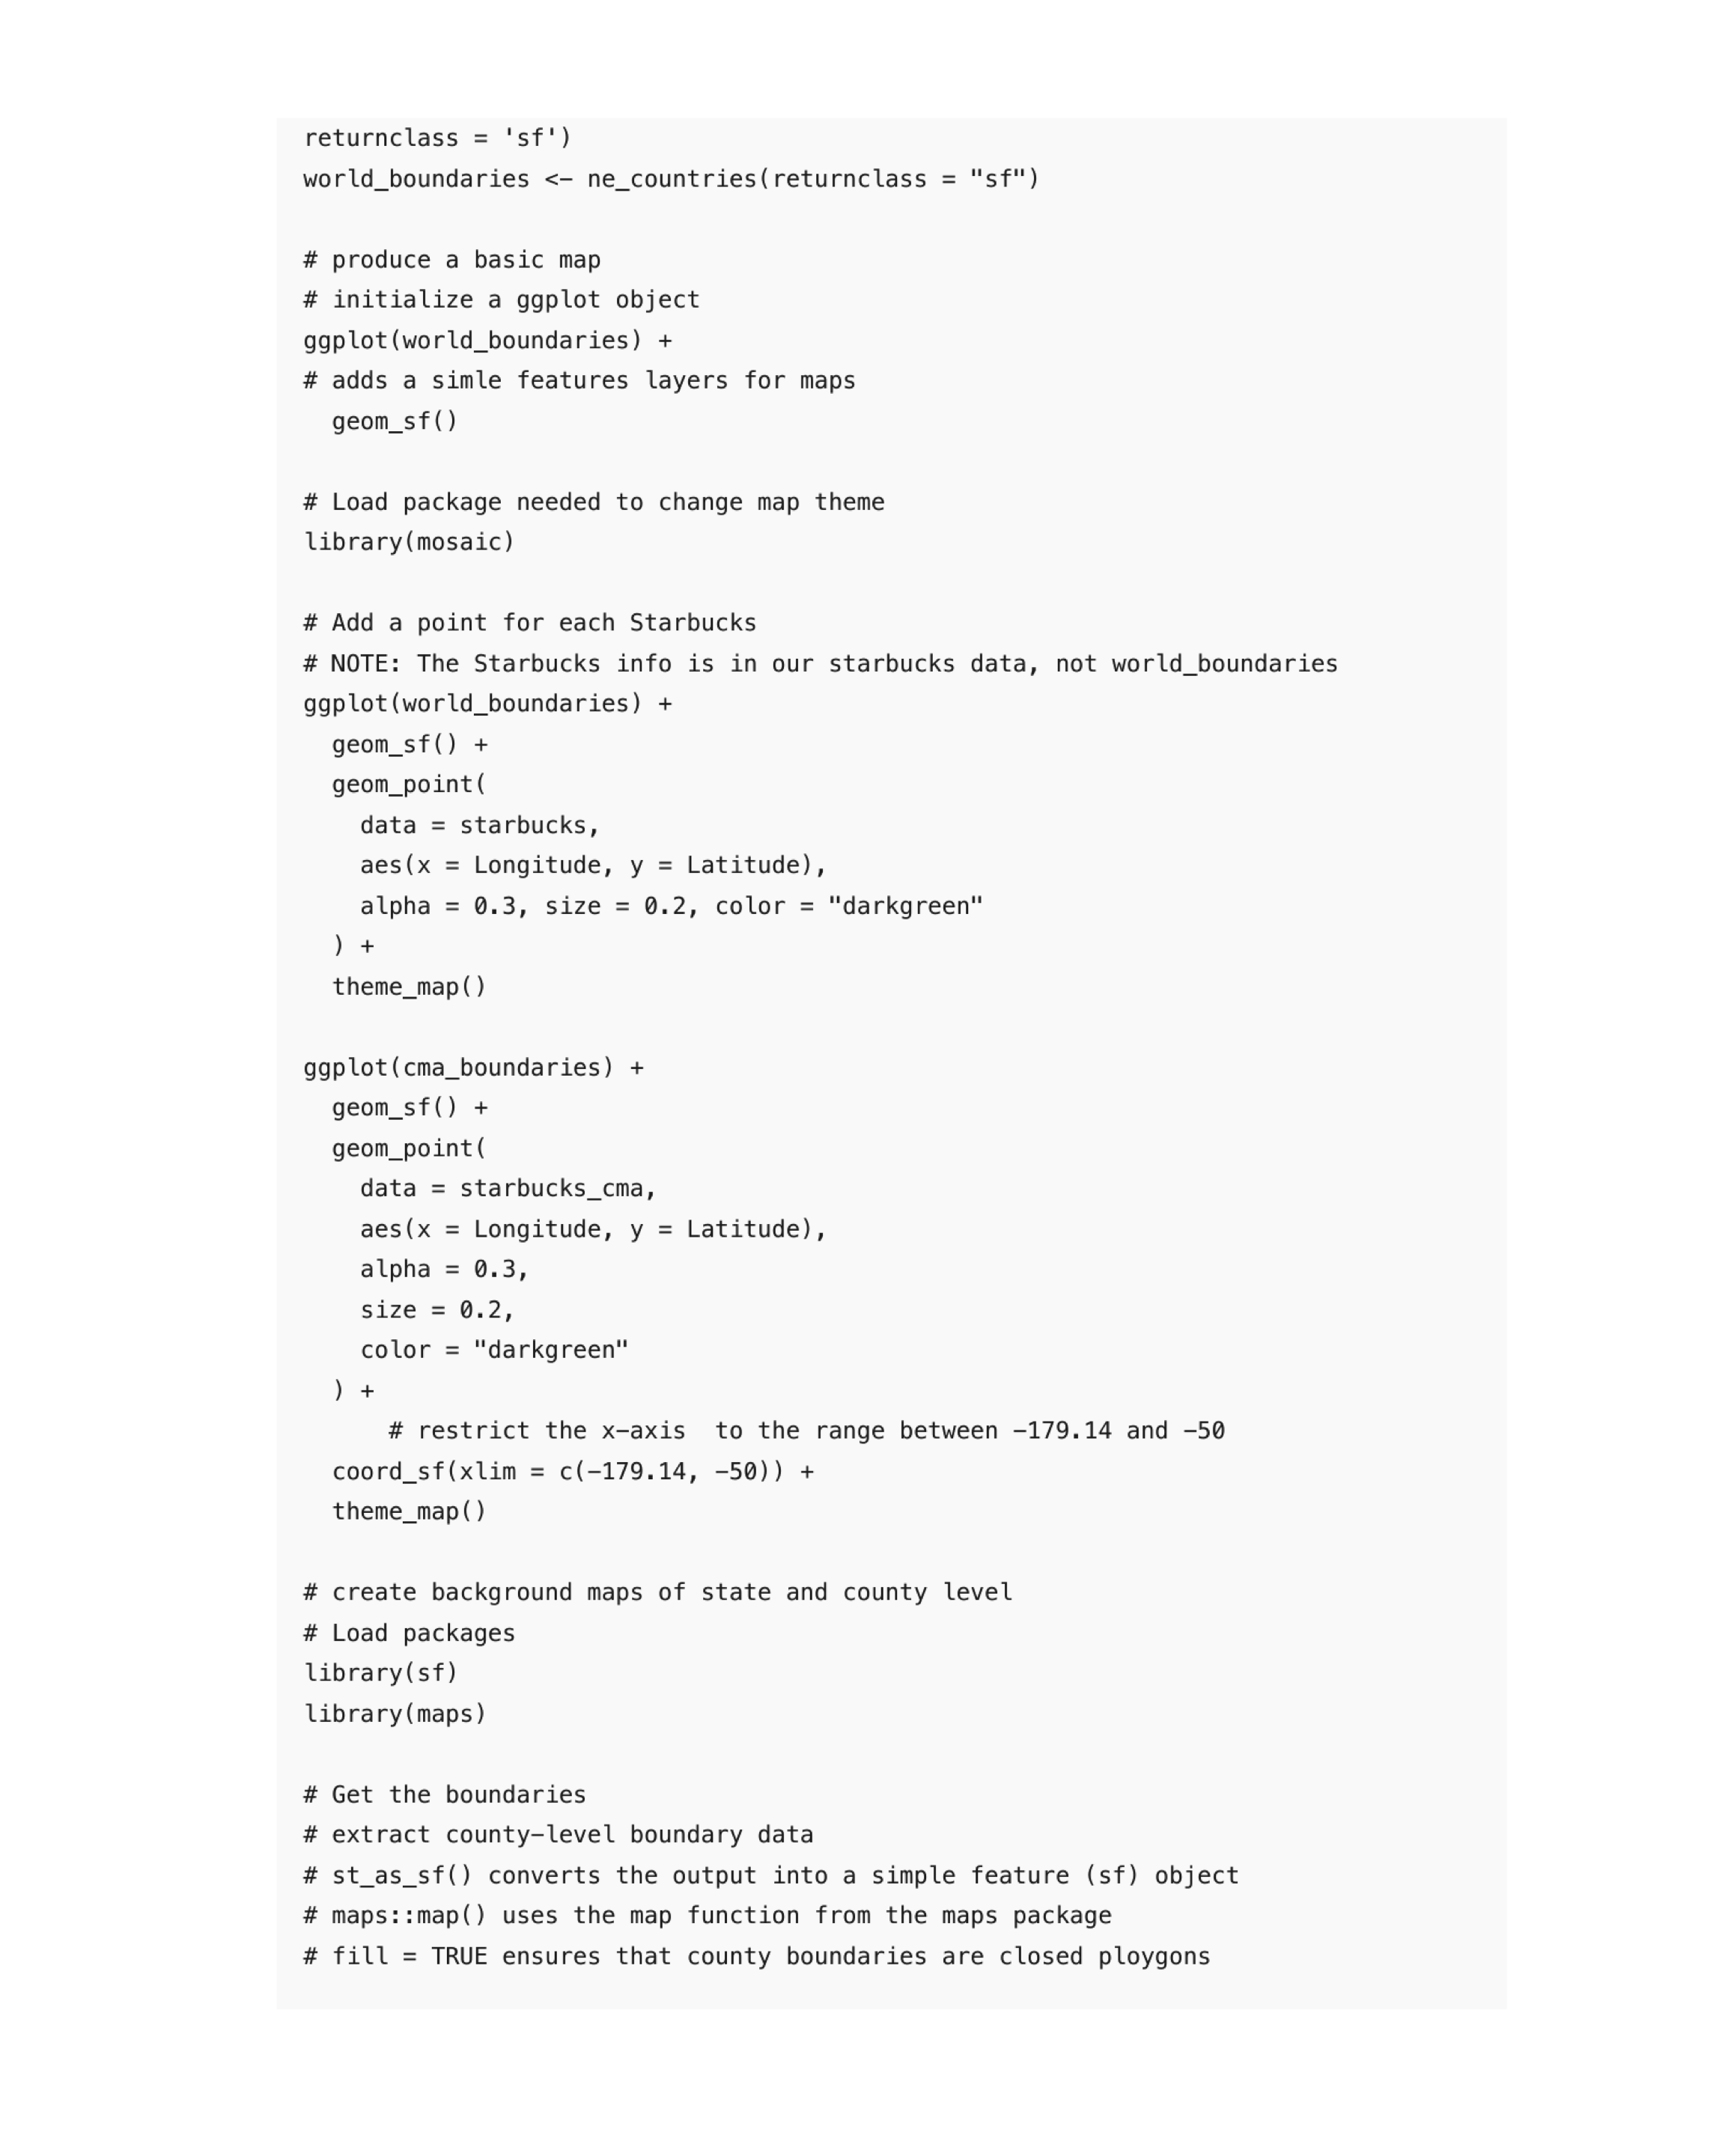 returnclass = 'sf')
world_boundaries <- ne_countries(returnclass = "sf")

# produce a basic map
# initialize a ggplot object
ggplot(world_boundaries) +
# adds a simle features layers for maps
  geom_sf()

# Load package needed to change map theme
library(mosaic)

# Add a point for each Starbucks
# NOTE: The Starbucks info is in our starbucks data, not world_boundaries
ggplot(world_boundaries) +
  geom_sf() +
  geom_point(
    data = starbucks,
    aes(x = Longitude, y = Latitude),
    alpha = 0.3, size = 0.2, color = "darkgreen"
  ) +
  theme_map()

ggplot(cma_boundaries) +
  geom_sf() +
  geom_point(
    data = starbucks_cma,
    aes(x = Longitude, y = Latitude),
    alpha = 0.3,
    size = 0.2,
    color = "darkgreen"
  ) +
      # restrict the x-axis  to the range between -179.14 and -50
  coord_sf(xlim = c(-179.14, -50)) +
  theme_map()

# create background maps of state and county level
# Load packages
library(sf)
library(maps)

# Get the boundaries
# extract county-level boundary data
# st_as_sf() converts the output into a simple feature (sf) object
# maps::map() uses the map function from the maps package
# fill = TRUE ensures that county boundaries are closed ploygons